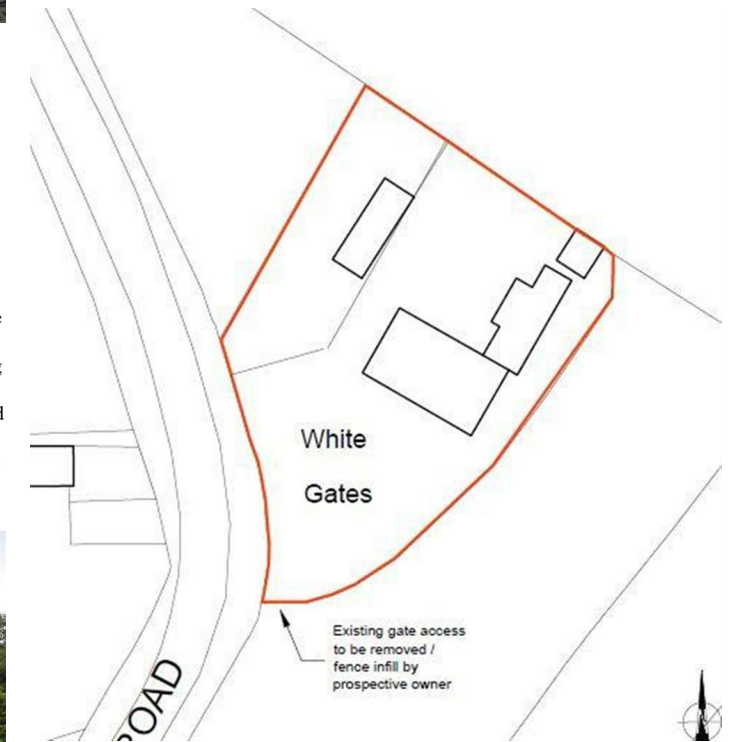 White
Gates
Existing gate access
to be removed /
fence infill by
prospective owner
ROAD